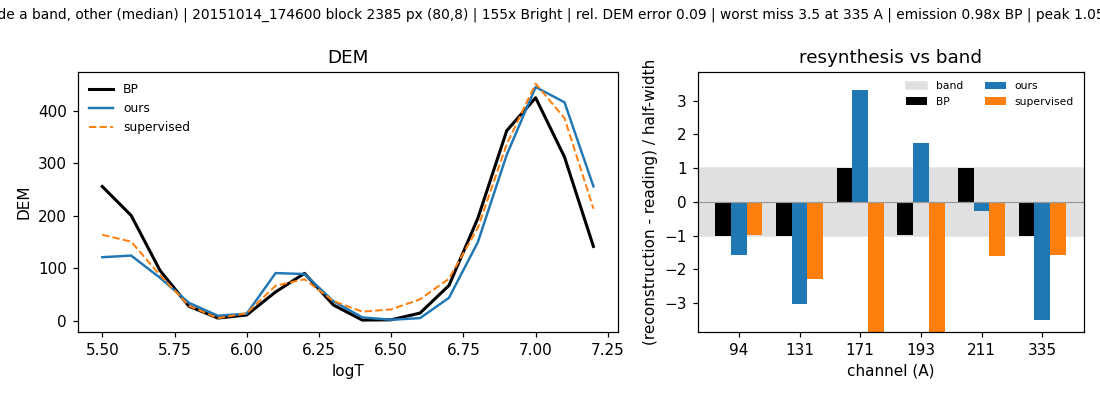 de a band, other (median) | 20151014_174600 block 2385 px (80,8) | 155x Bright | rel. DEM error 0.09 | worst miss 3.5 at 335 A | emission 0.98x BP | peak 1.05
DEM
BP
ours
supervised
DEM
400
300
200
100
0
5.50 5.75 6.00 6.25 6.50 6.75 7.00 7.25
logT
resynthesis vs band
band
BP
ours
supervised
(reconstruction - reading) / half-width
3
2
1
0
−1
−2
−3
94 131 171 193 211 335
channel (A)